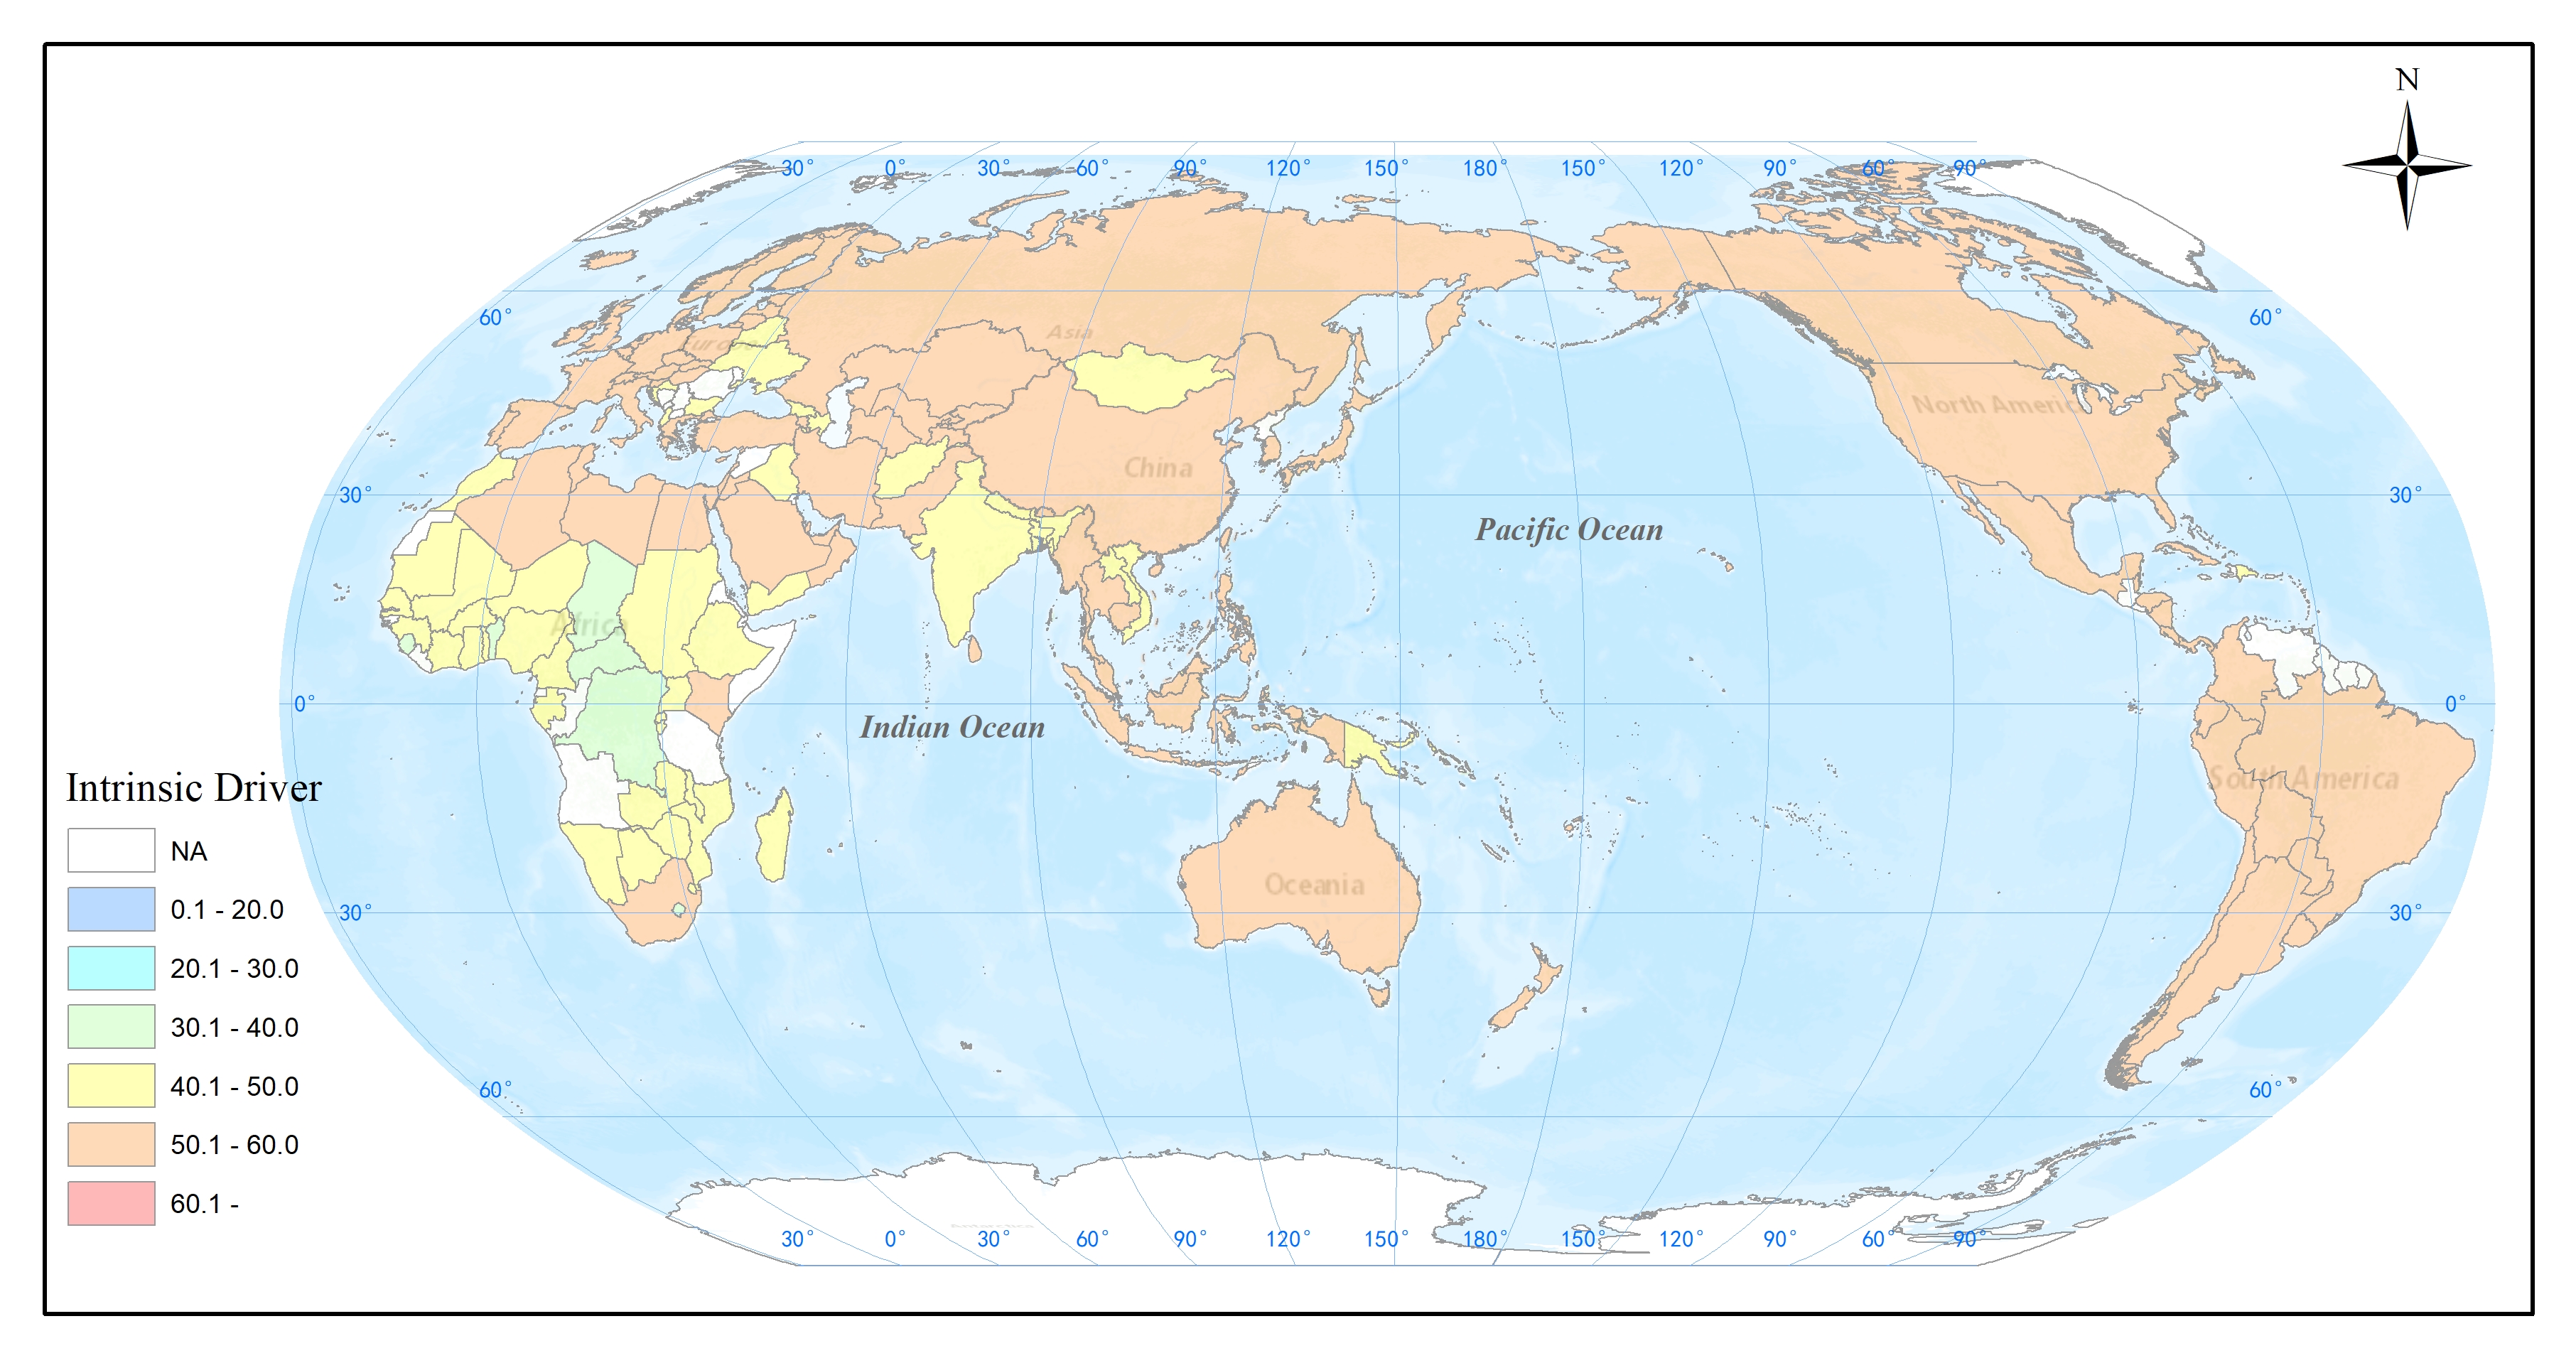 N
30° 0° 30° 60° 90° 120° 150° 180° 150° 120° 90° 60° 90°
60° 60°
Asia
Europe
North America
China
30° 30°
Pacific Ocean
Africa
0° 0°
Indian Ocean
South America
Intrinsic Driver
NA
Oceania
0.1 - 20.0
30° 30°
20.1 - 30.0
30.1 - 40.0
40.1 - 50.0
60° 60°
50.1 - 60.0
60.1 -
Antarctica
30° 0° 30° 60° 90° 120° 150° 180° 150° 120° 90° 60° 90°